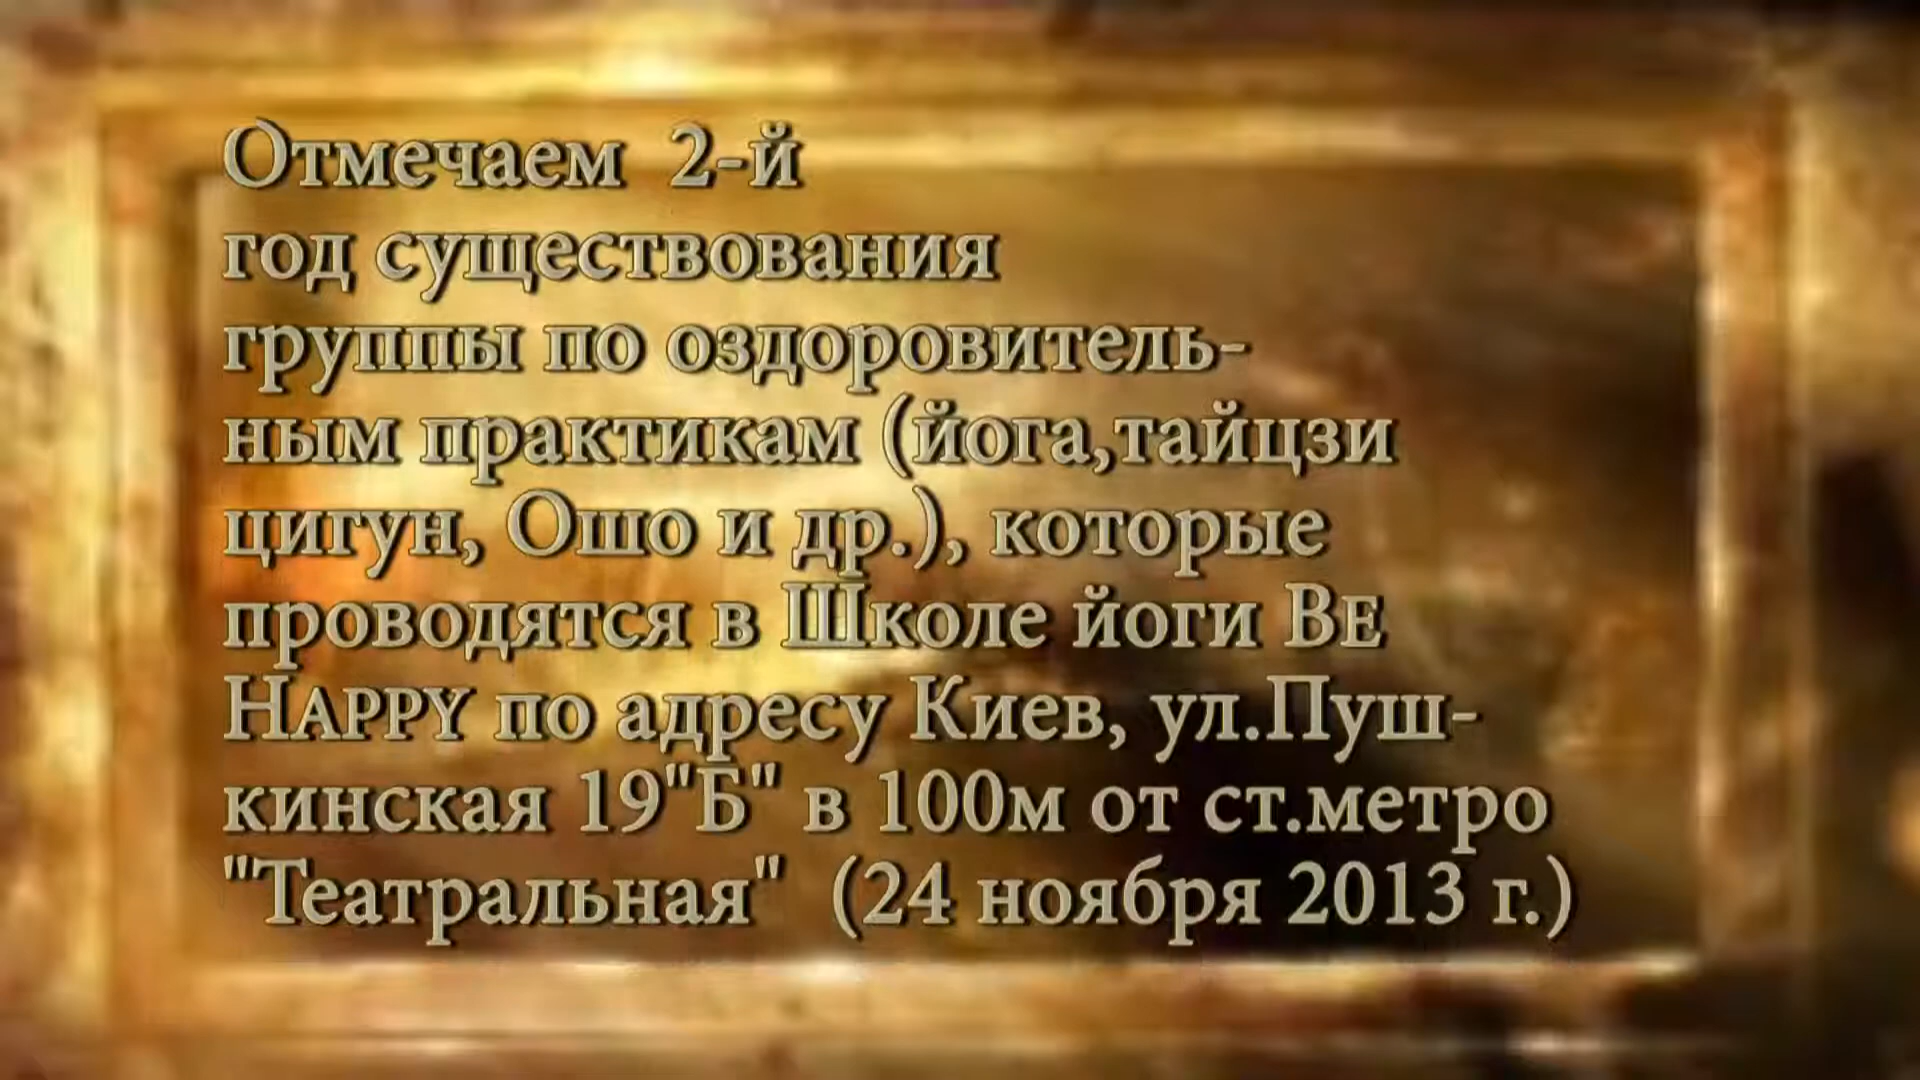 Отмечаем 2-й
год существования
группы по оздоровитель-
ным практикам (йога,тайцзи
цигун, Ошо и др.), которые
проводятся в Школе йоги BE
HAPPY по адресу Киев, ул.Пуш-
кинская 19"Б" в 100м от ст.метро
"Театральная" (24 ноября 2013 г.)